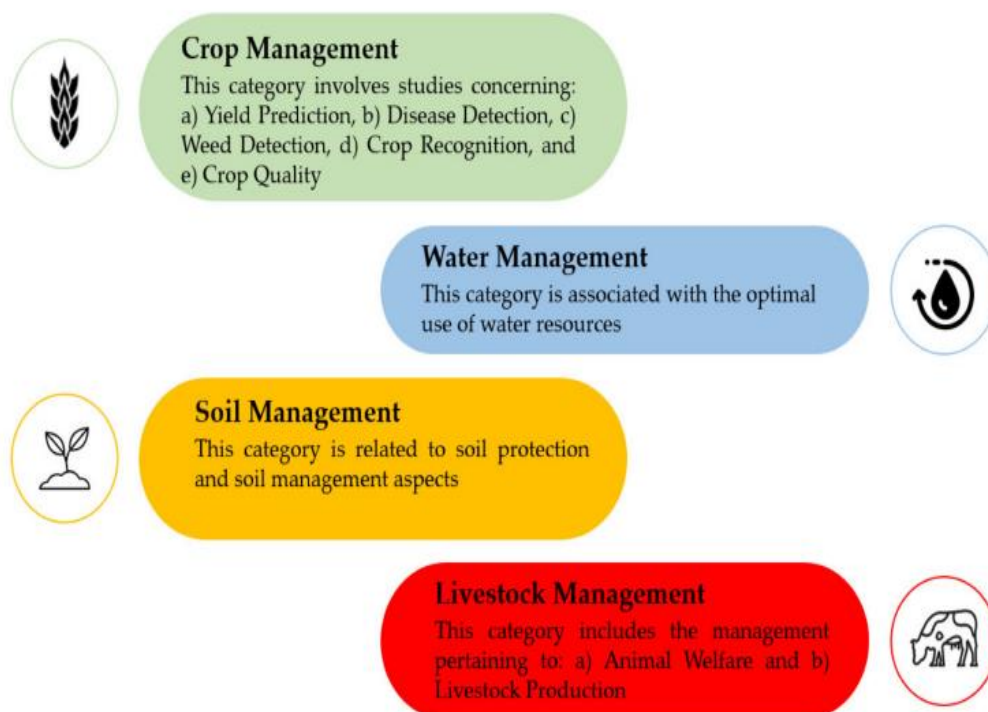 Crop Management
This category involves studies concerning:
a) Yield Prediction, b) Disease Detection, c)
Weed Detection, d) Crop Recognition, and
e) Crop Quality
Water Management
This category is associated with the optimal
use of water resources
Soil Management
This category is related to soil protection
and soil management aspects
Livestock Management
This category includes the management
pertaining to: a) Animal Welfare and b)
Livestock Production